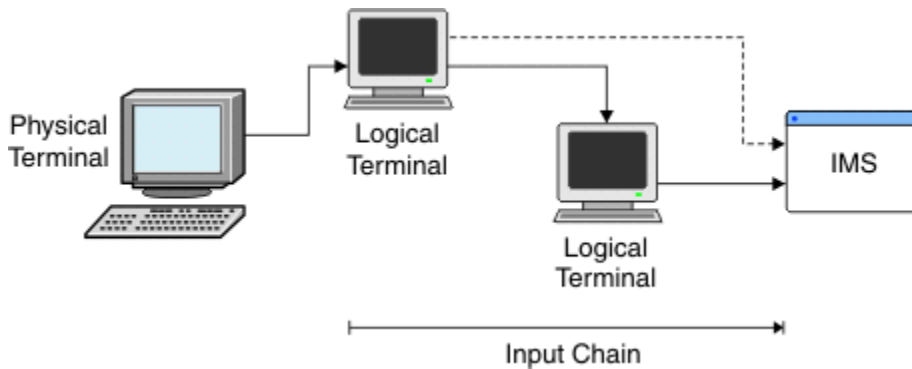 Physical
Terminal
Logical
Terminal
Logical
Terminal
IMS
Input Chain